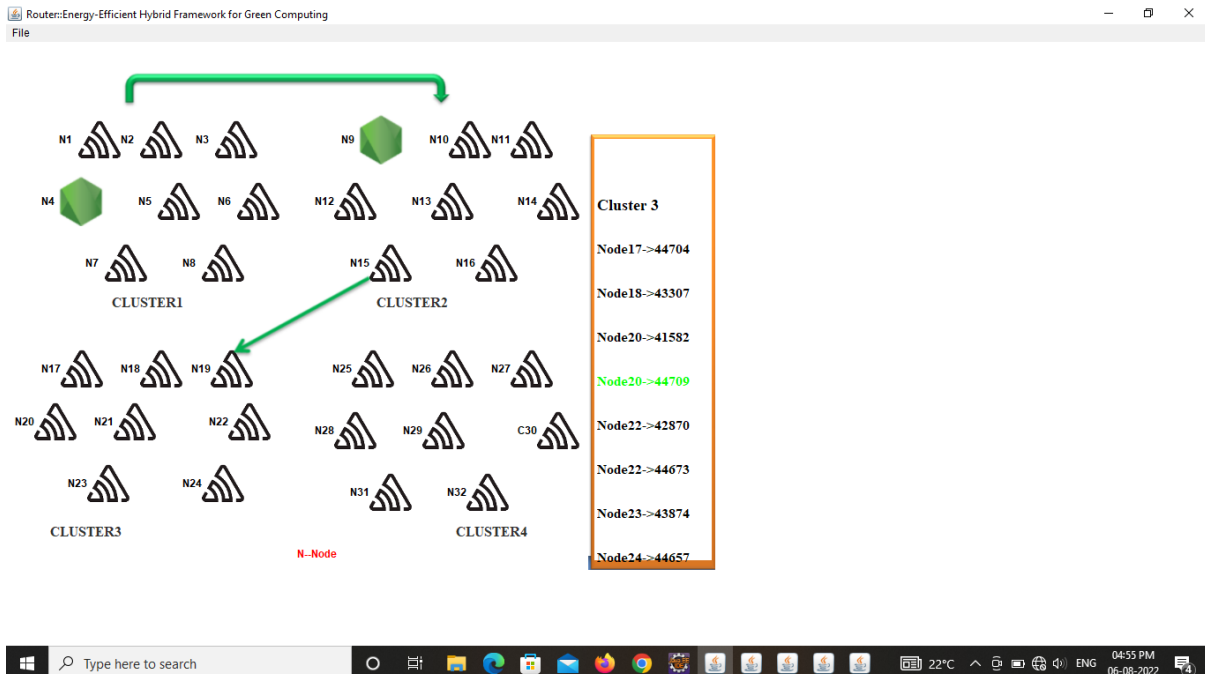 Router::Energy-Efficient Hybrid Framework for Green Computing
File
N1 N2 N3 N9 N10 N11
N4 N5 N6 N12 N13 N14
N7 N8 N15 N16
CLUSTER1 CLUSTER2
N17 N18 N19 N25 N26 N27
N20 N21 N22 N28 N29 C30
N23 N24 N31 N32
CLUSTER3 CLUSTER4
N--Node
Cluster 3
Node17->44704
Node18->43307
Node20->41582
Node20->44709
Node22->42870
Node22->44673
Node23->43874
Node24->44657
Type here to search
22°C
ENG
04:55 PM
06-08-2022
4